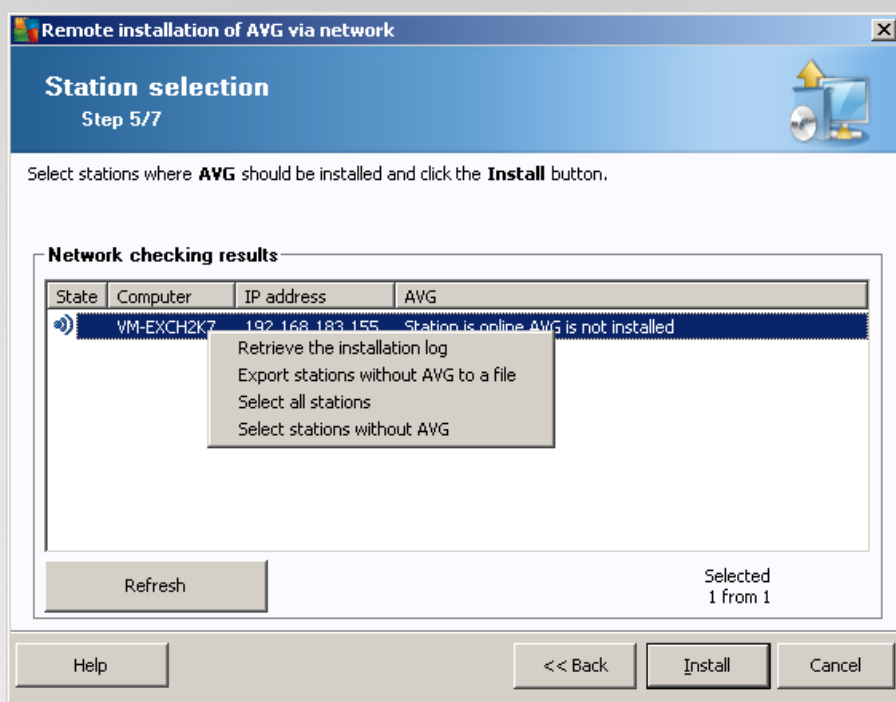 Remote installation of AVG via network
Station selection
Step 5/7
Select stations where AVG should be installed and click the Install button.
Network checking results
State Computer IP address AVG
VM-EXCH2K7 192.168.183.155 Station is online AVG is not installed
Retrieve the installation log
Export stations without AVG to a file
Select all stations
Select stations without AVG
Refresh
Selected
1 from 1
Help << Back Install Cancel